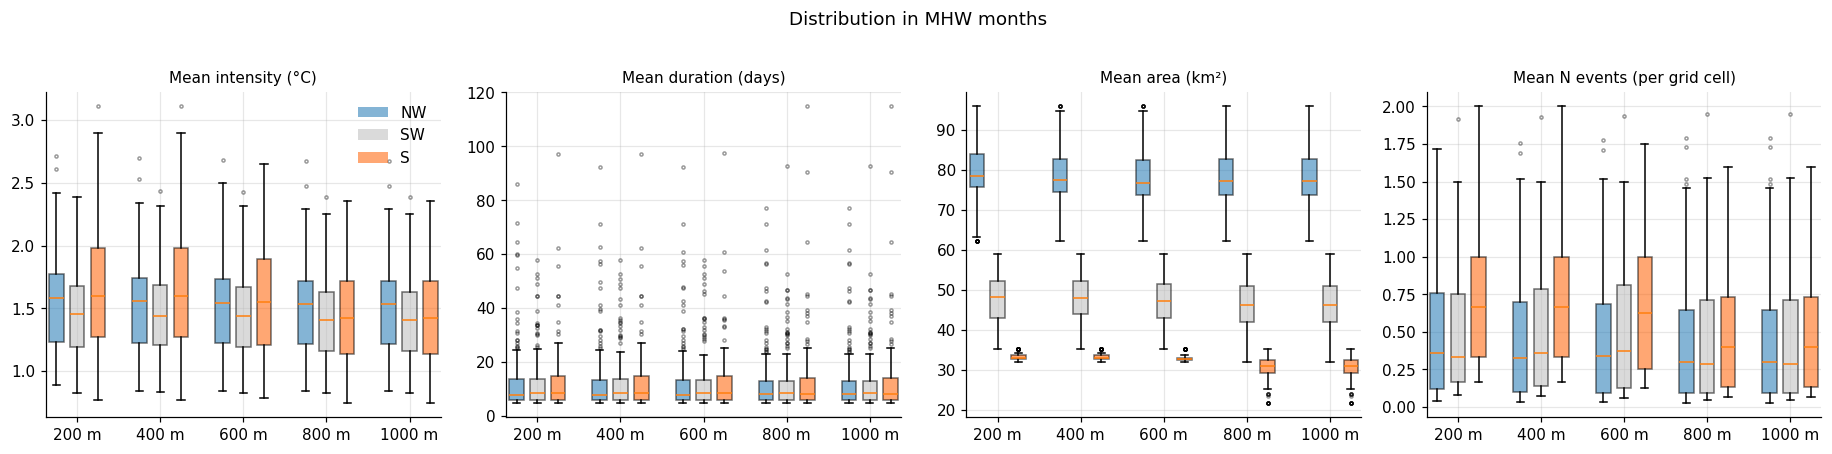 Distribution in MHW months
Mean intensity (°C)
3.0
2.5
2.0
1.5
1.0
NW
SW
S
200 m 400 m 600 m 800 m 1000 m
Mean duration (days)
120
100
80
60
40
20
0
200 m 400 m 600 m 800 m 1000 m
Mean area (km²)
90
80
70
60
50
40
30
20
200 m 400 m 600 m 800 m 1000 m
Mean N events (per grid cell)
2.00
1.75
1.50
1.25
1.00
0.75
0.50
0.25
0.00
200 m 400 m 600 m 800 m 1000 m